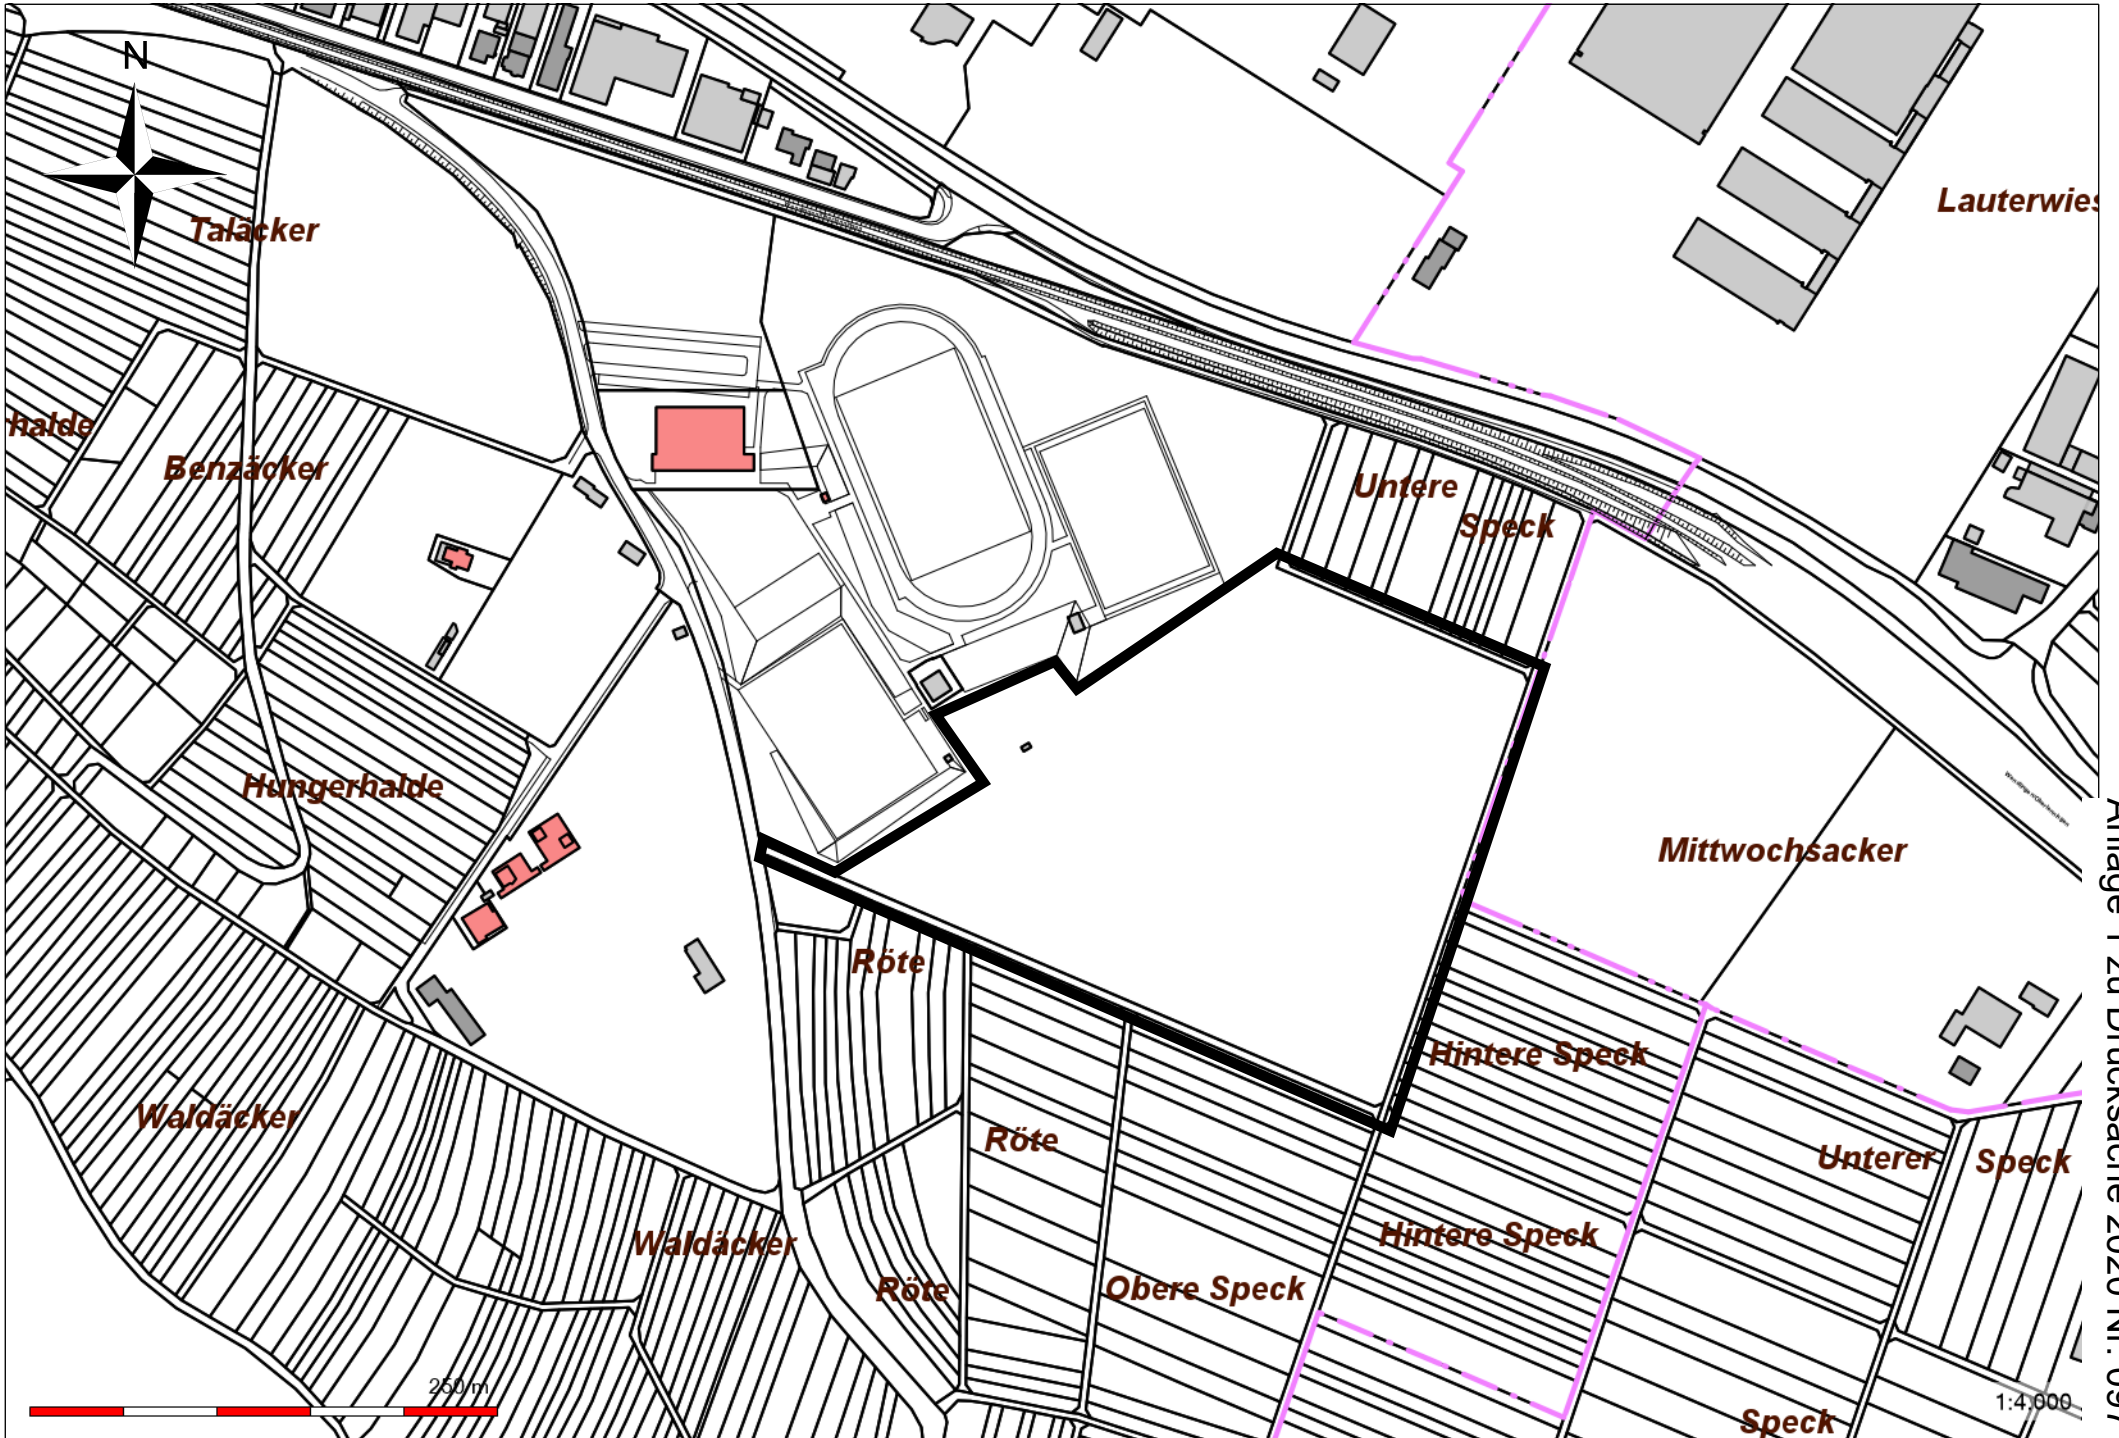 N
Lauterwies
Taläcker
halde
Benzäcker
Untere
Speck
Hungerhalde
Mittwochsacker
Röte
Hintere Speck
Waldäcker
Röte
Unterer
Speck
Waldäcker
Hintere Speck
Röte
Obere Speck
250 m
1:4.000
Speck
Anlage 1 zu Drucksache 2020 Nr. 097